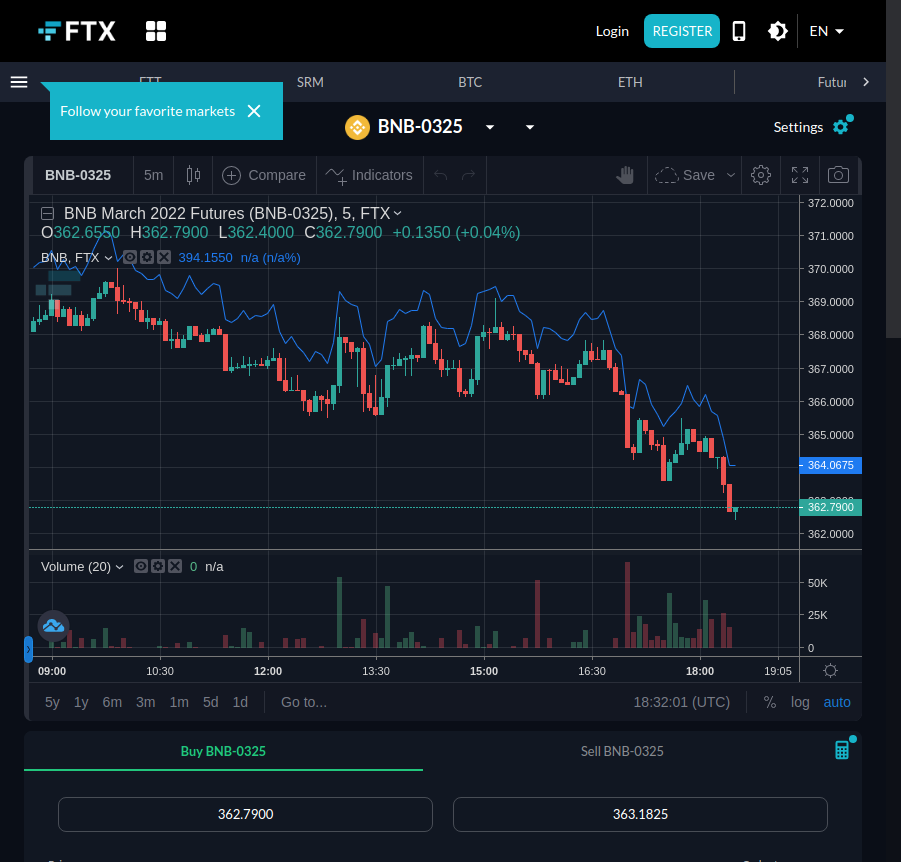 FTX
Login REGISTER EN
FTT SRM BTC ETH Futur
Follow your favorite markets
BNB-0325
Settings
BNB-0325 5m Compare Indicators Save
BNB March 2022 Futures (BNB-0325), 5, FTX
O362.6550 H362.7900 L362.4000 C362.7900 +0.1350 (+0.04%)
BNB, FTX 394.1550 n/a (n/a%)
372.0000
371.0000
370.0000
369.0000
368.0000
367.0000
366.0000
365.0000
364.0675
362.7900
362.0000
Volume (20) 0 n/a
50K
25K
0
09:00 10:30 12:00 13:30 15:00 16:30 18:00 19:05
5y 1y 6m 3m 1m 5d 1d Go to... 18:32:01 (UTC) % log auto
Buy BNB-0325 Sell BNB-0325
362.7900 363.1825